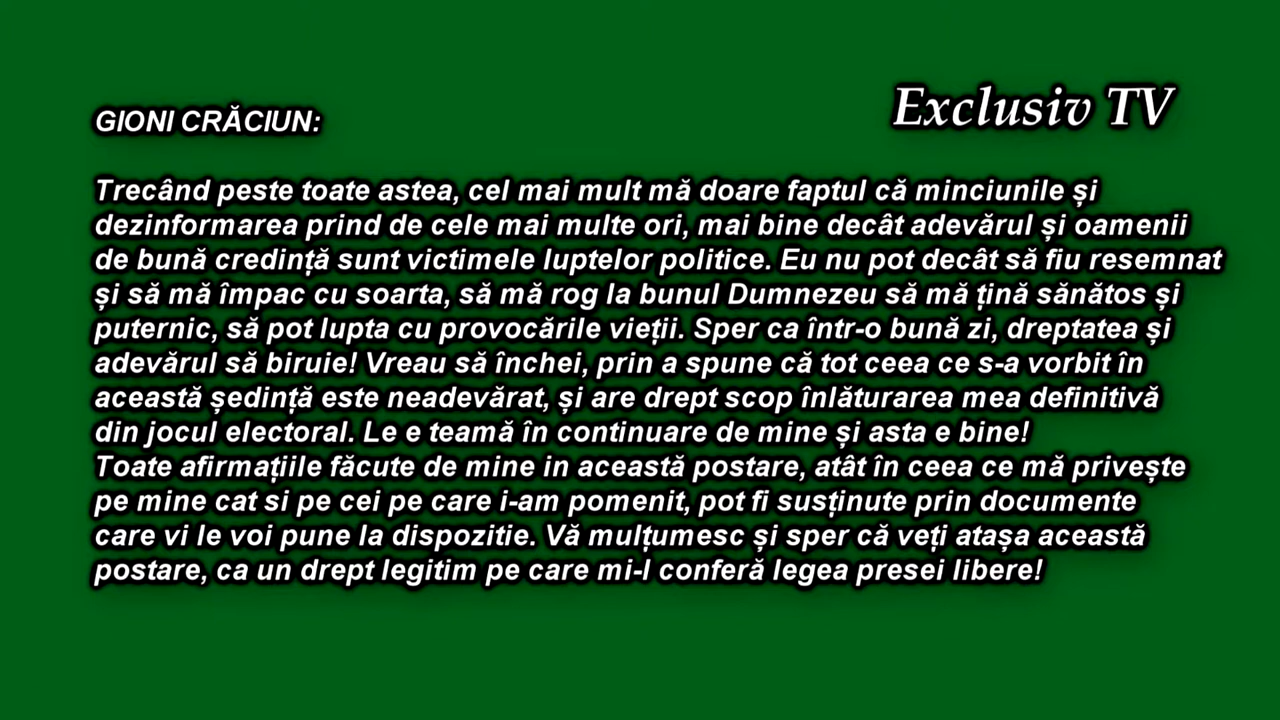 Exclusiv TV
GIONI CRĂCIUN:
Trecând peste toate astea, cel mai mult mă doare faptul că minciunile și
dezinformarea prind de cele mai multe ori, mai bine decât adevărul și oamenii
de bună credință sunt victimele luptelor politice. Eu nu pot decât să fiu resemnat
și să mă împac cu soarta, să mă rog la bunul Dumnezeu să mă țină sănătos și
puternic, să pot lupta cu provocările vieții. Sper ca într-o bună zi, dreptatea și
adevărul să biruie! Vreau să închei, prin a spune că tot ceea ce s-a vorbit în
această ședință este neadevărat, și are drept scop înlăturarea mea definitivă
din jocul electoral. Le e teamă în continuare de mine și asta e bine!
Toate afirmațiile făcute de mine in această postare, atât în ceea ce mă privește
pe mine cat si pe cei pe care i-am pomenit, pot fi susținute prin documente
care vi le voi pune la dispozitie. Vă mulțumesc și sper că veți atașa această
postare, ca un drept legitim pe care mi-l conferă legea presei libere!